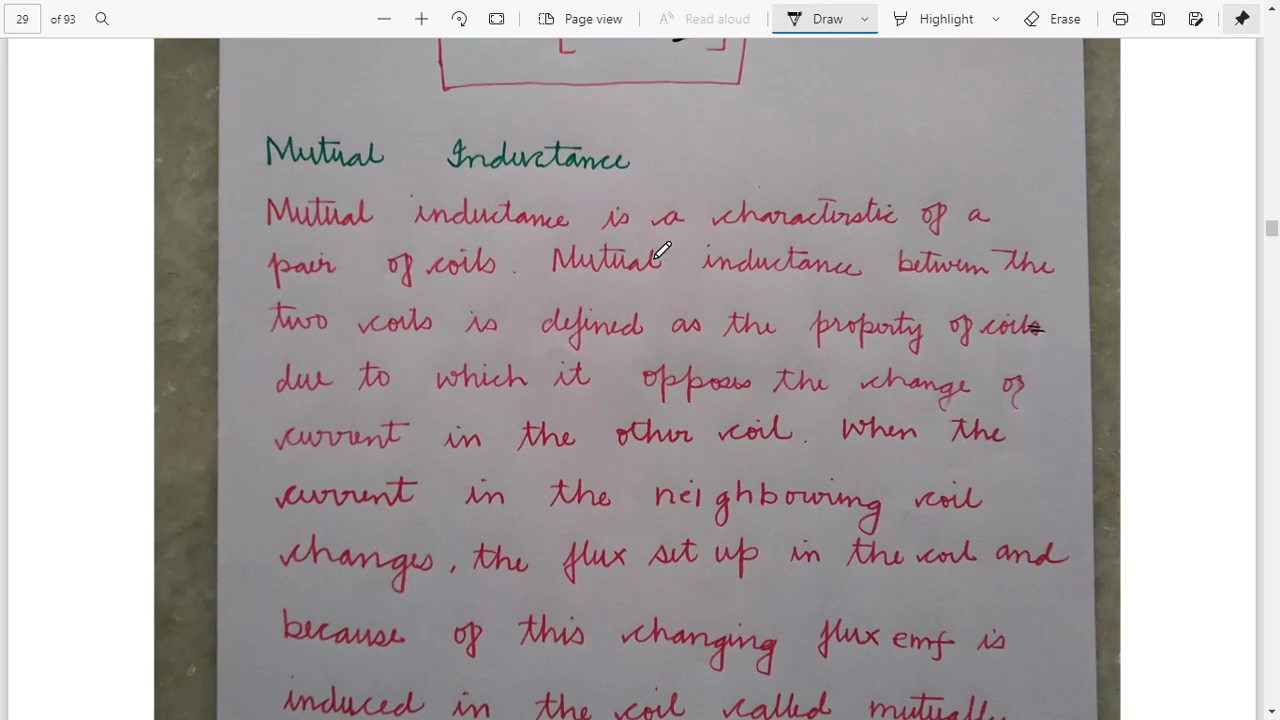 29 of 93 Page view Read aloud Draw Highlight Erase
Mutual Inductance
Mutual inductance is a charactirstic of a
pair of coils. Mutual inductance between the
two coils is defined as the property of coil
due to which it opposes the change of
current in the other coil. When the
current in the neighbouring coil
changes, the flux set up in the coil and
because of this changing flux emf is
induced in the coil called mutually